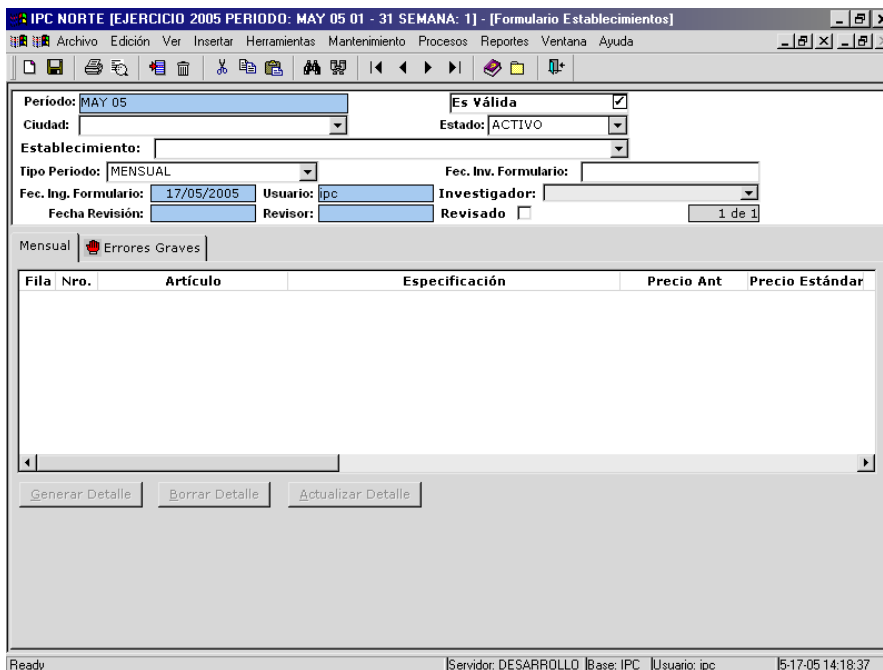 IPC NORTE [EJERCICIO 2005 PERIODO: MAY 05 01 - 31 SEMANA: 1] - [Formulario Establecimientos]
Archivo Edición Ver Insertar Herramientas Mantenimiento Procesos Reportes Ventana Ayuda
Período: MAY 05 Es Válida
Ciudad: Estado: ACTIVO
Establecimiento:
Tipo Periodo: MENSUAL Fec. Inv. Formulario:
Fec. Ing. Formulario: 17/05/2005 Usuario: ipc Investigador:
Fecha Revisión: Revisor: Revisado 1 de 1
Mensual Errores Graves
Fila Nro. Artículo Especificación Precio Ant Precio Estándar
Generar Detalle Borrar Detalle Actualizar Detalle
Ready Servidor: DESARROLLO Base: IPC Usuario: ipc 5-17-05 14:18:37